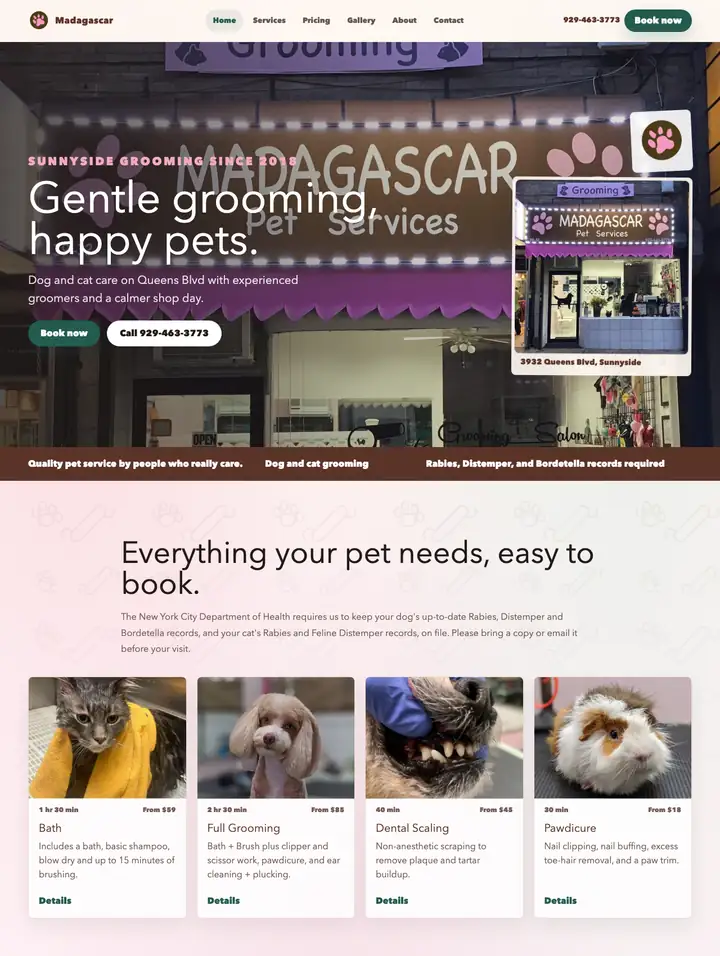 Madagascar
Home Services Pricing Gallery About Contact
929-463-3773 Book now
Grooming
MADAGASCAR
Pet Services
SUNNYSIDE GROOMING SINCE 2018
Gentle grooming,
happy pets.
Dog and cat care on Queens Blvd with experienced
groomers and a calmer shop day.
Book now Call 929-463-3773
Grooming
MADAGASCAR
Pet Services
3932 Queens Blvd, Sunnyside
OPEN
Grooming Salon
Quality pet service by people who really care. Dog and cat grooming Rabies, Distemper, and Bordetella records required
Everything your pet needs, easy to
book.
The New York City Department of Health requires us to keep your dog's up-to-date Rabies, Distemper and
Bordetella records, and your cat's Rabies and Feline Distemper records, on file. Please bring a copy or email it
before your visit.
1 hr 30 min From $59
Bath
Includes a bath, basic shampoo,
blow dry and up to 15 minutes of
brushing.
Details
2 hr 30 min From $85
Full Grooming
Bath + Brush plus clipper and
scissor work, pawdicure, and ear
cleaning + plucking.
Details
40 min From $45
Dental Scaling
Non-anesthetic scraping to
remove plaque and tartar
buildup.
Details
30 min From $18
Pawdicure
Nail clipping, nail buffing, excess
toe-hair removal, and a paw trim.
Details